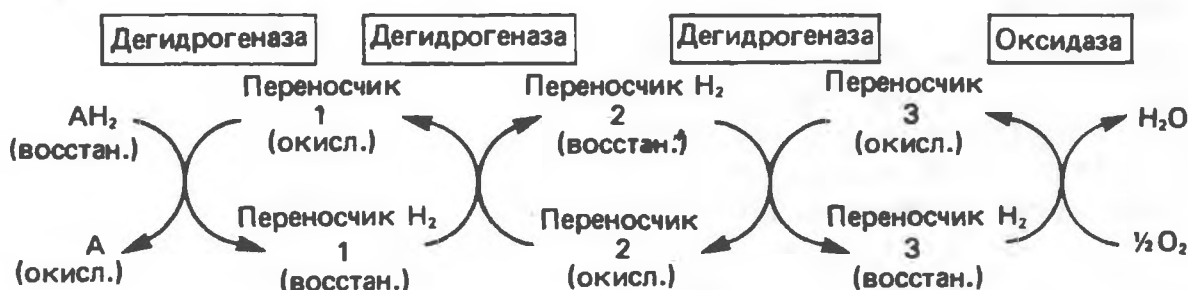 Дегидрогеназа Дегидрогеназа Дегидрогеназа Оксидаза
Переносчик Переносчик H₂ Переносчик
AH₂ 1 2 3 H₂O
(восстан.) (окисл.) (восстан.) (окисл.)
A Переносчик H₂ Переносчик Переносчик H₂ ½O₂
(окисл.) 1 2 3
(восстан.) (окисл.) (восстан.)